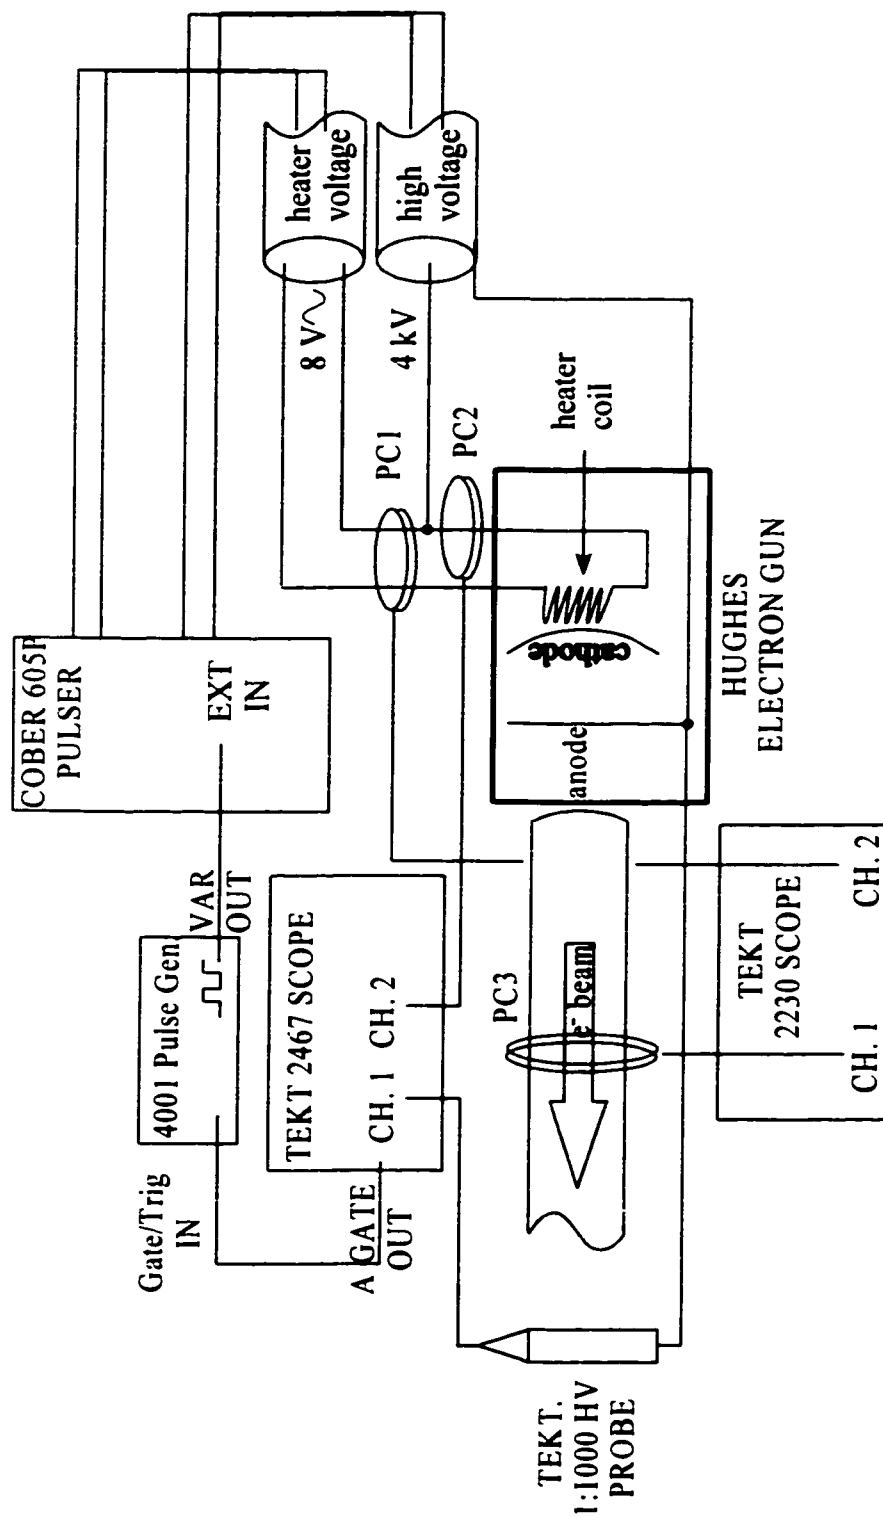 COBER 605P
PULSER
EXT
IN
VAR
OUT
4001 Pulse Gen.
Gate/Trig
IN
TEKT 2467 SCOPE
CH. 1
CH. 2
A GATE
OUT
heater
voltage
high
voltage
8 V
4 kV
PC1
PC2
heater
coil
cathode
anode
HUGHES
ELECTRON GUN
PC3
e- beam
TEKT
2230 SCOPE
CH. 1
CH. 2
TEKT.
1:1000 HV
PROBE